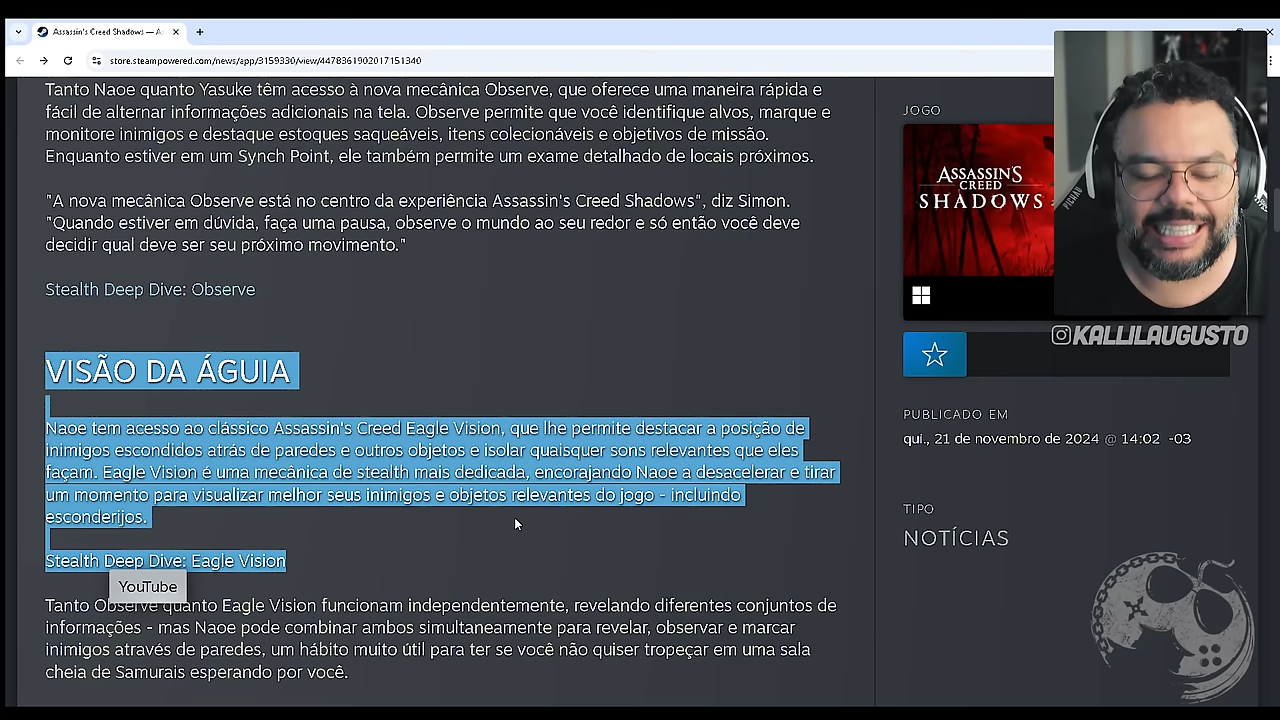 Assassin's Creed Shadows — A
store.steampowered.com/news/app/3159330/view/4478361902017151340
Tanto Naoe quanto Yasuke têm acesso à nova mecânica Observe, que oferece uma maneira rápida e
fácil de alternar informações adicionais na tela. Observe permite que você identifique alvos, marque e
monitore inimigos e destaque estoques saqueáveis, itens colecionáveis e objetivos de missão.
Enquanto estiver em um Synch Point, ele também permite um exame detalhado de locais próximos.
"A nova mecânica Observe está no centro da experiência Assassin's Creed Shadows", diz Simon.
"Quando estiver em dúvida, faça uma pausa, observe o mundo ao seu redor e só então você deve
decidir qual deve ser seu próximo movimento."
Stealth Deep Dive: Observe
VISÃO DA ÁGUIA
Naoe tem acesso ao clássico Assassin's Creed Eagle Vision, que lhe permite destacar a posição de
inimigos escondidos atrás de paredes e outros objetos e isolar quaisquer sons relevantes que eles
façam. Eagle Vision é uma mecânica de stealth mais dedicada, encorajando Naoe a desacelerar e tirar
um momento para visualizar melhor seus inimigos e objetos relevantes do jogo - incluindo
esconderijos.
Stealth Deep Dive: Eagle Vision
YouTube
Tanto Observe quanto Eagle Vision funcionam independentemente, revelando diferentes conjuntos de
informações - mas Naoe pode combinar ambos simultaneamente para revelar, observar e marcar
inimigos através de paredes, um hábito muito útil para ter se você não quiser tropeçar em uma sala
cheia de Samurais esperando por você.
JOGO
ASSASSIN'S
CREED
SHADOWS
PICHAU
KALLILAUGUSTO
PUBLICADO EM
qui., 21 de novembro de 2024 @ 14:02 -03
TIPO
NOTÍCIAS